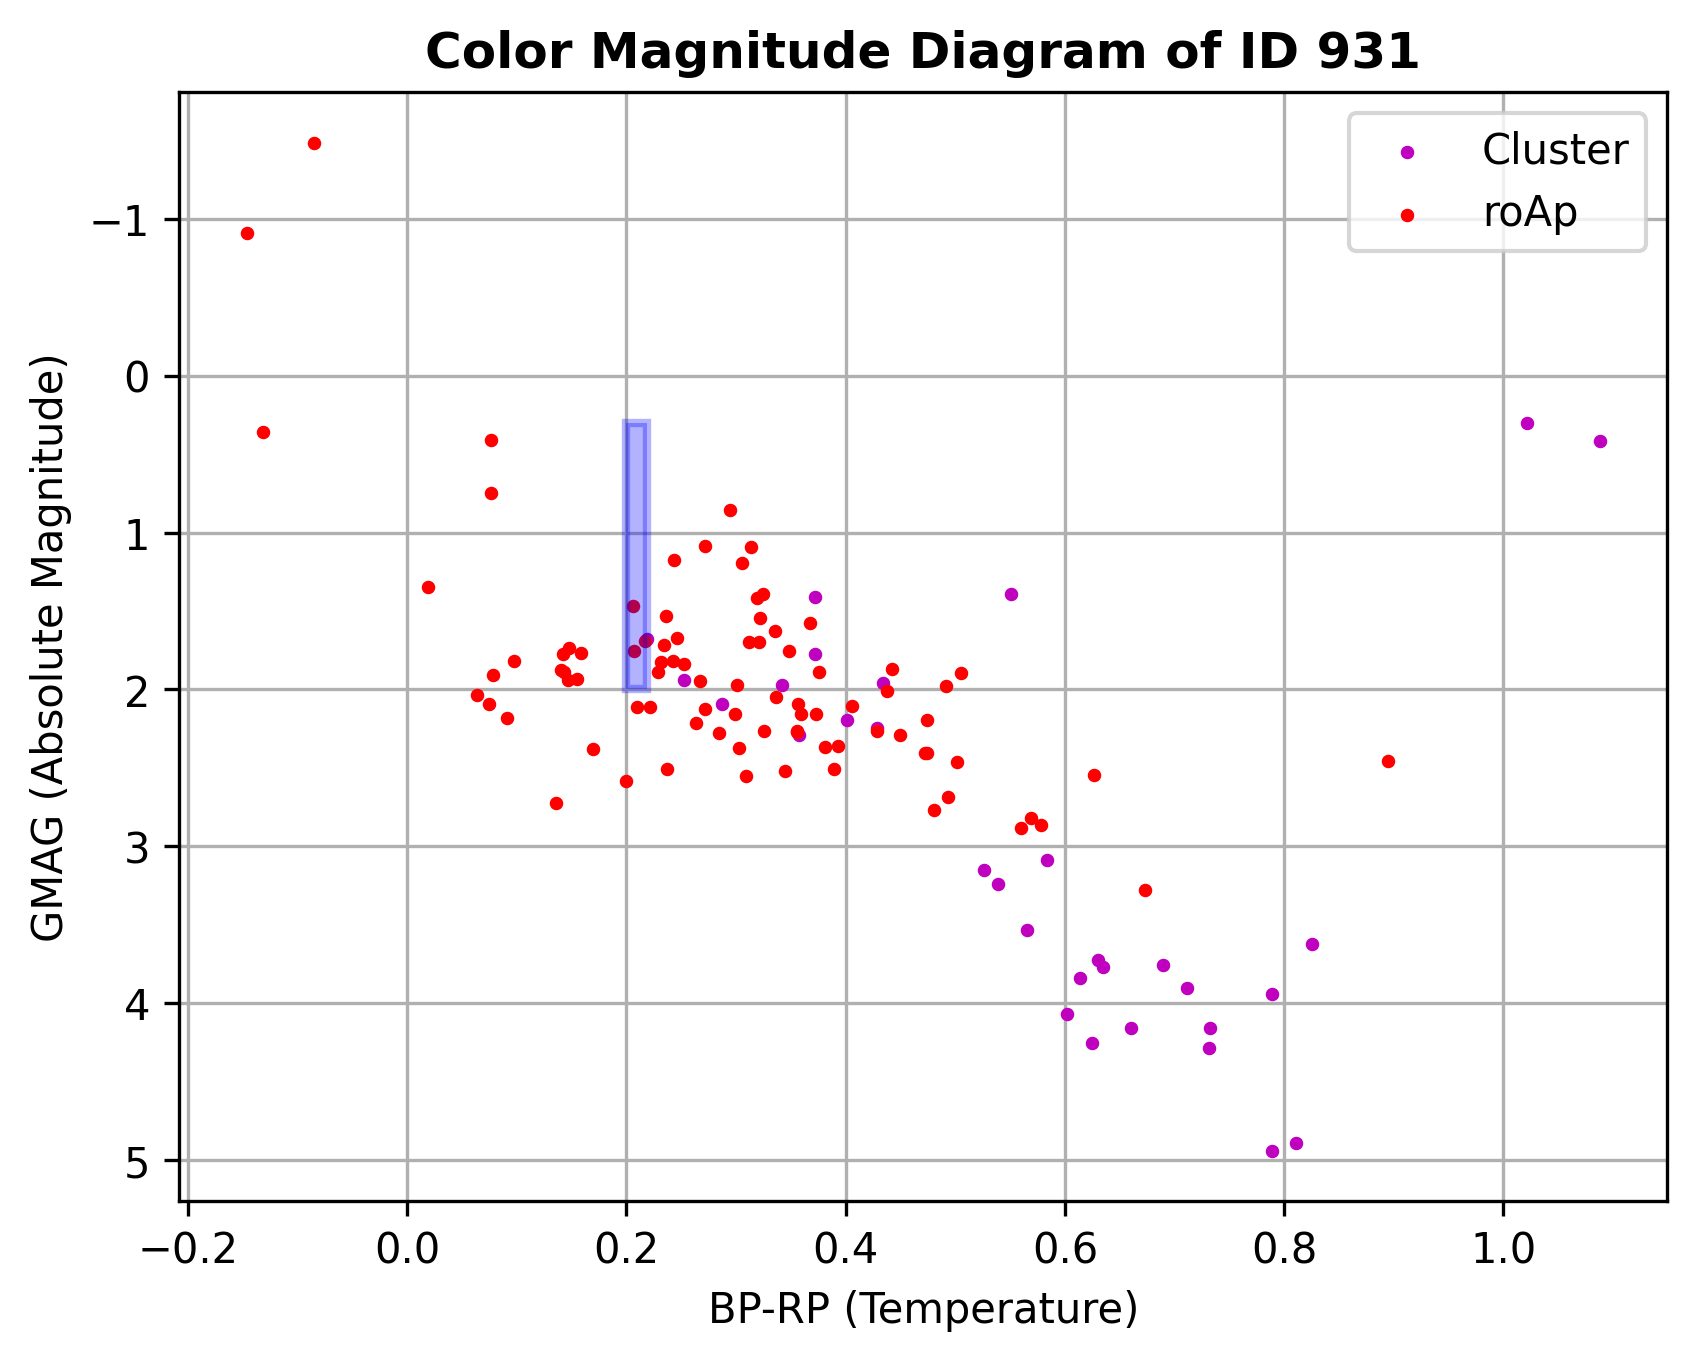 Color Magnitude Diagram of ID 931
Cluster
roAp
GMAG (Absolute Magnitude)
−1
0
1
2
3
4
5
−0.2
0.0
0.2
0.4
0.6
0.8
1.0
BP-RP (Temperature)